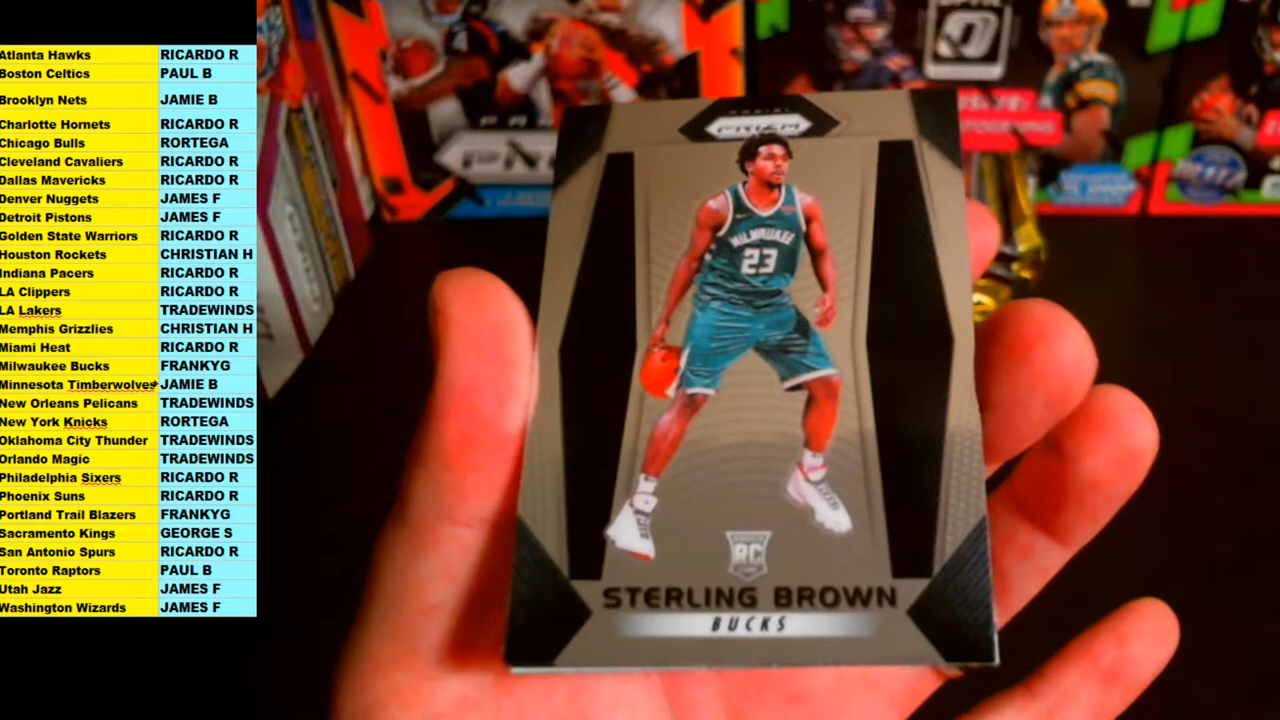 Atlanta Hawks RICARDO R
Boston Celtics PAUL B
Brooklyn Nets JAMIE B
Charlotte Hornets RICARDO R
Chicago Bulls RORTEGA
Cleveland Cavaliers RICARDO R
Dallas Mavericks RICARDO R
Denver Nuggets JAMES F
Detroit Pistons JAMES F
Golden State Warriors RICARDO R
Houston Rockets CHRISTIAN H
Indiana Pacers RICARDO R
LA Clippers RICARDO R
LA Lakers TRADEWINDS
Memphis Grizzlies CHRISTIAN H
Miami Heat RICARDO R
Milwaukee Bucks FRANKYG
Minnesota Timberwolves JAMIE B
New Orleans Pelicans TRADEWINDS
New York Knicks RORTEGA
Oklahoma City Thunder TRADEWINDS
Orlando Magic TRADEWINDS
Philadelphia Sixers RICARDO R
Phoenix Suns RICARDO R
Portland Trail Blazers FRANKYG
Sacramento Kings GEORGE S
San Antonio Spurs RICARDO R
Toronto Raptors PAUL B
Utah Jazz JAMES F
Washington Wizards JAMES F
PANINI
PRIZM
MILWAUKEE
23
RC
STERLING BROWN
BUCKS